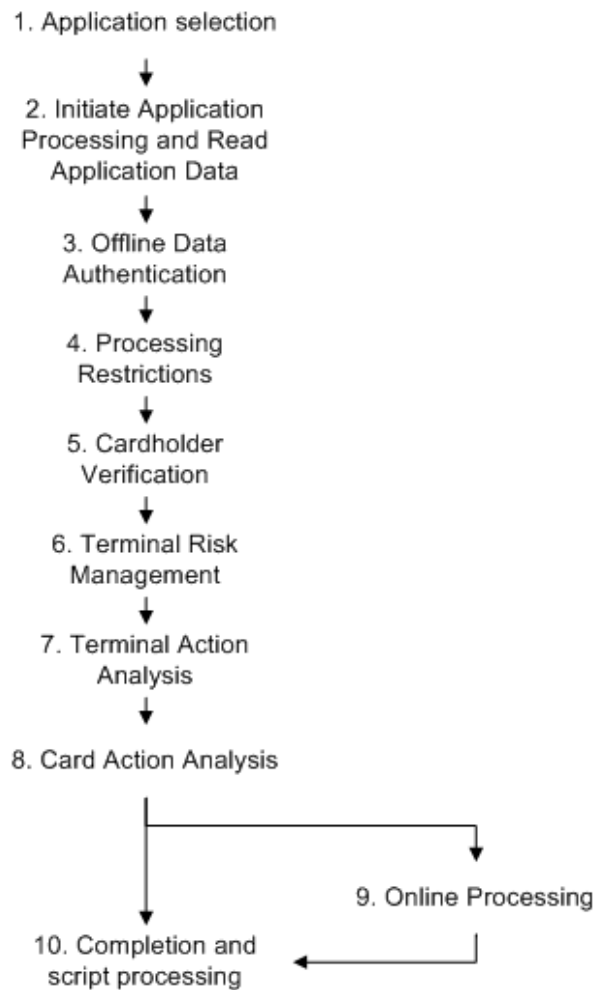 1. Application selection
2. Initiate Application
Processing and Read
Application Data
3. Offline Data
Authentication
4. Processing
Restrictions
5. Cardholder
Verification
6. Terminal Risk
Management
7. Terminal Action
Analysis
8. Card Action Analysis
9. Online Processing
10. Completion and
script processing